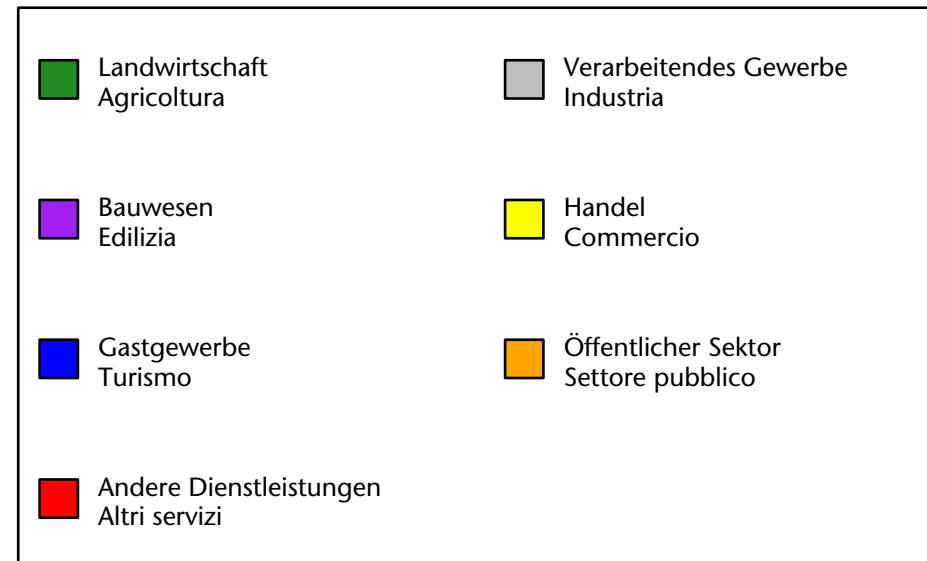 Landwirtschaft
Agricoltura
Verarbeitendes Gewerbe
Industria
Bauwesen
Edilizia
Handel
Commercio
Gastgewerbe
Turismo
Öffentlicher Sektor
Settore pubblico
Andere Dienstleistungen
Altri servizi